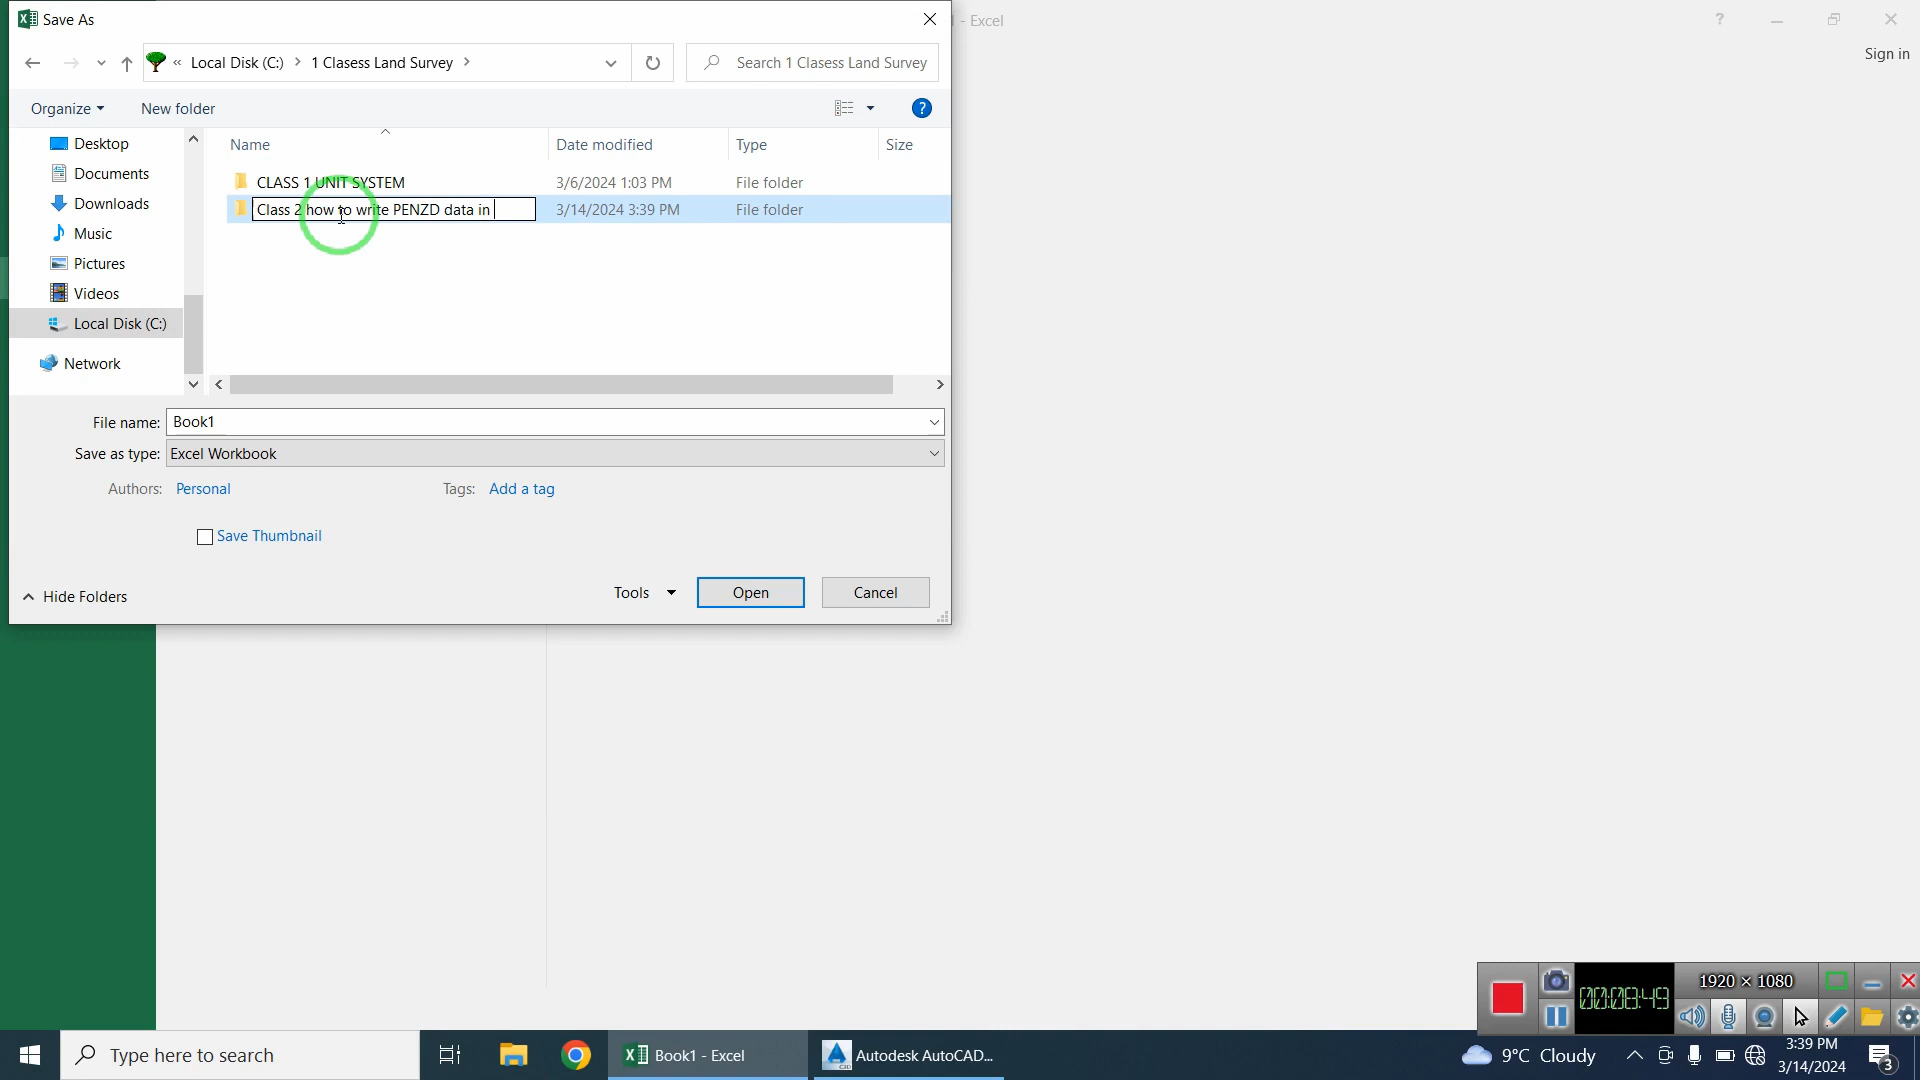 Save As
- Excel
Sign in
« Local Disk (C:) > 1 Clasess Land Survey >
Search 1 Clasess Land Survey
Organize
New folder
Name
Date modified
Type
Size
Desktop
Documents
Downloads
Music
Pictures
Videos
Local Disk (C:)
Network
CLASS 1 UNIT SYSTEM
3/6/2024 1:03 PM
File folder
Class 2 how to write PENZD data in
3/14/2024 3:39 PM
File folder
File name: Book1
Save as type: Excel Workbook
Authors: Personal
Tags: Add a tag
Save Thumbnail
Hide Folders
Tools
Open
Cancel
1920 × 1080
00:08:49
Type here to search
Book1 - Excel
Autodesk AutoCAD...
9°C Cloudy
3:39 PM
3/14/2024
3